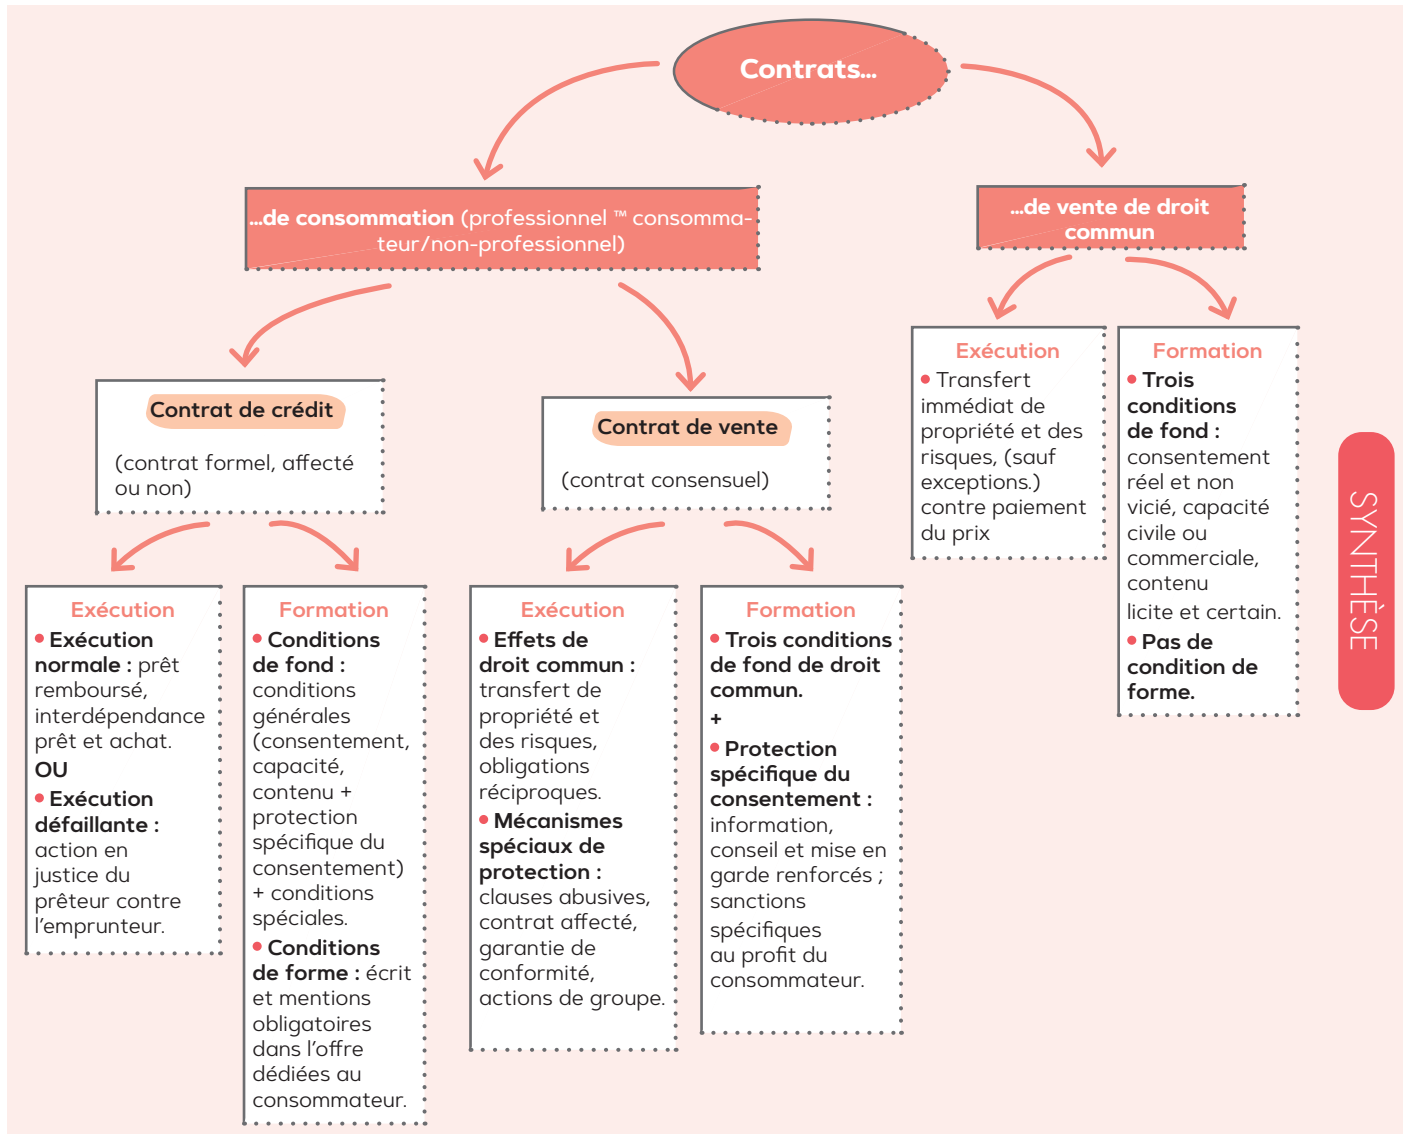 Contrats...
...de consommation (professionnel ™ consomma-
teur/non-professionnel)
...de vente de droit
commun
Contrat de crédit
(contrat formel, affecté
ou non)
Contrat de vente
(contrat consensuel)
Exécution
• Exécution
normale : prêt
remboursé,
interdépendance
prêt et achat.
OU
• Exécution
défaillante :
action en
justice du
prêteur contre
l’emprunteur.
Formation
• Conditions
de fond :
conditions
générales
(consentement,
capacité,
contenu +
protection
spécifique du
consentement)
+ conditions
spéciales.
• Conditions
de forme : écrit
et mentions
obligatoires
dans l’offre
dédiées au
consommateur.
Exécution
• Effets de
droit commun :
transfert de
propriété et
des risques,
obligations
réciproques.
• Mécanismes
spéciaux de
protection :
clauses abusives,
contrat affecté,
garantie de
conformité,
actions de groupe.
Formation
• Trois conditions
de fond de droit
commun.
+
• Protection
spécifique du
consentement :
information,
conseil et mise en
garde renforcés ;
sanctions
spécifiques
au profit du
consommateur.
Exécution
• Transfert
immédiat de
propriété et des
risques, (sauf
exceptions.)
contre paiement
du prix
Formation
• Trois
conditions
de fond :
consentement
réel et non
vicié, capacité
civile ou
commerciale,
contenu
licite et certain.
• Pas de
condition de
forme.
SYNTHÈSE